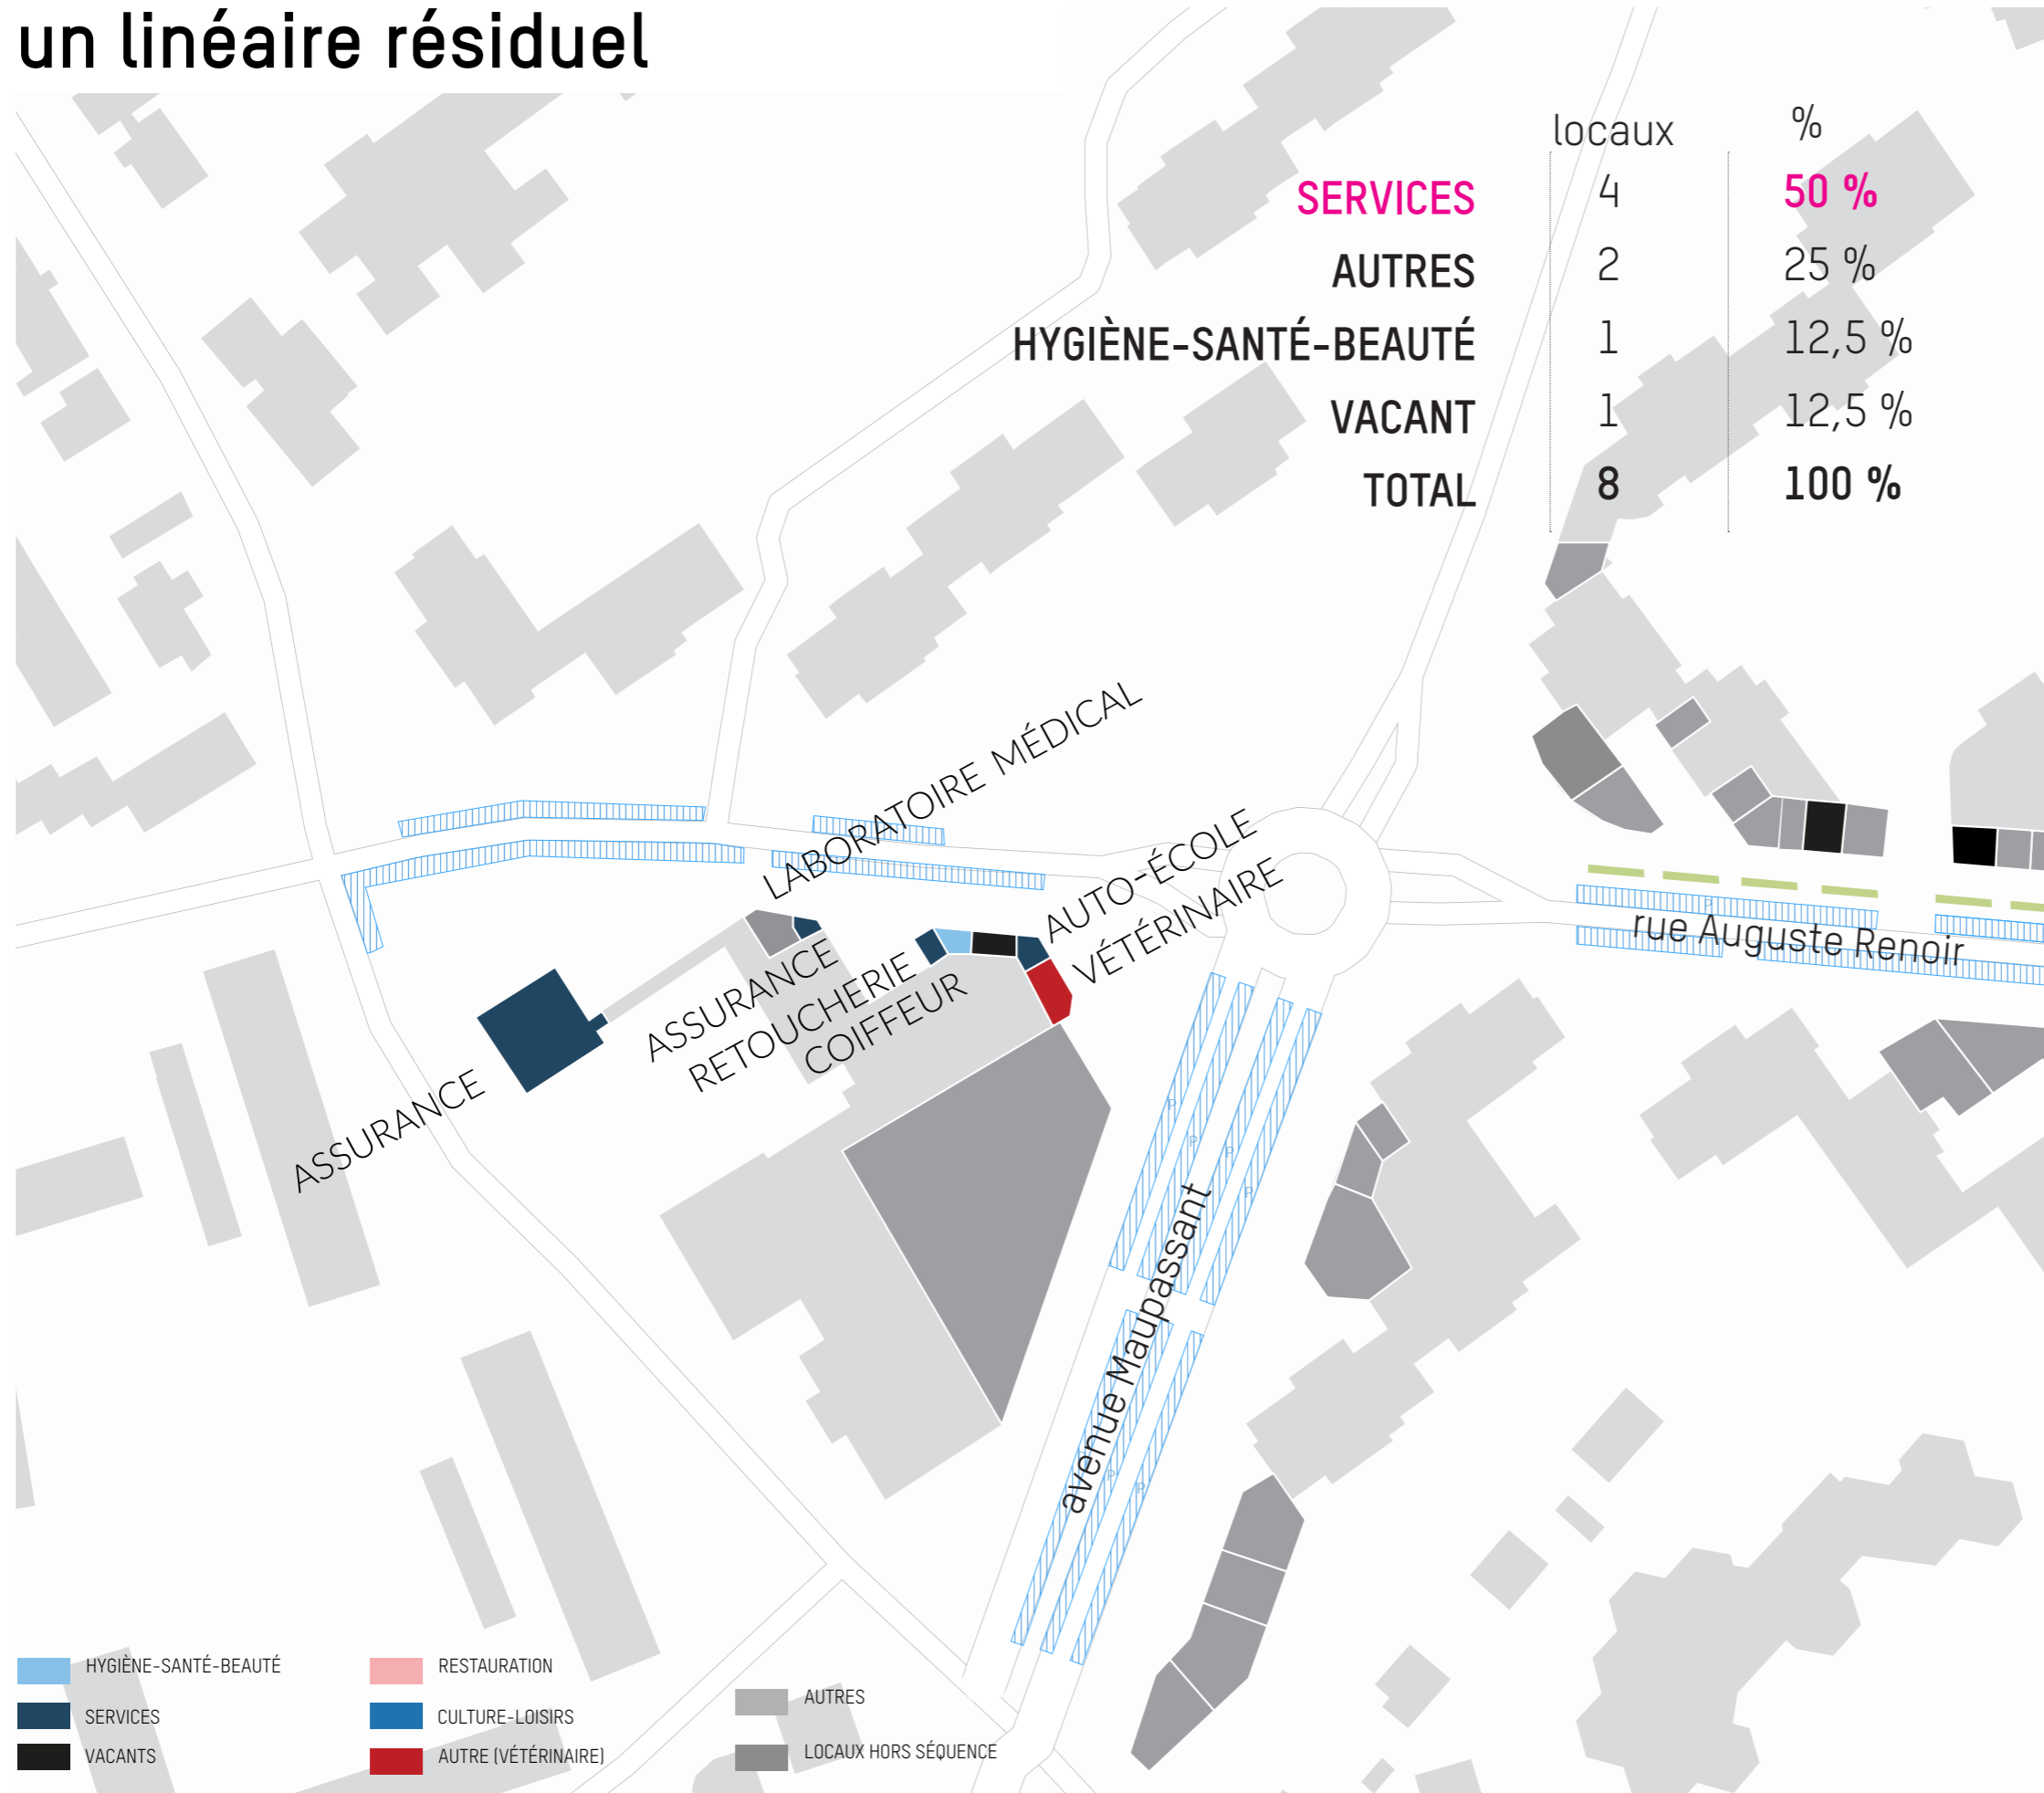 un linéaire résiduel
locaux %
SERVICES 4 50 %
AUTRES 2 25 %
HYGIÈNE-SANTÉ-BEAUTÉ 1 12,5 %
VACANT 1 12,5 %
TOTAL 8 100 %
LABORATOIRE MÉDICAL
AUTO-ÉCOLE
VÉTÉRINAIRE
ASSURANCE
RETOUCHERIE
COIFFEUR
ASSURANCE
P
rue Auguste Renoir
P
P
P
P
avenue Maupassant
P
P
HYGIÈNE-SANTÉ-BEAUTÉ
SERVICES
VACANTS
RESTAURATION
CULTURE-LOISIRS
AUTRE (VÉTÉRINAIRE)
AUTRES
LOCAUX HORS SÉQUENCE